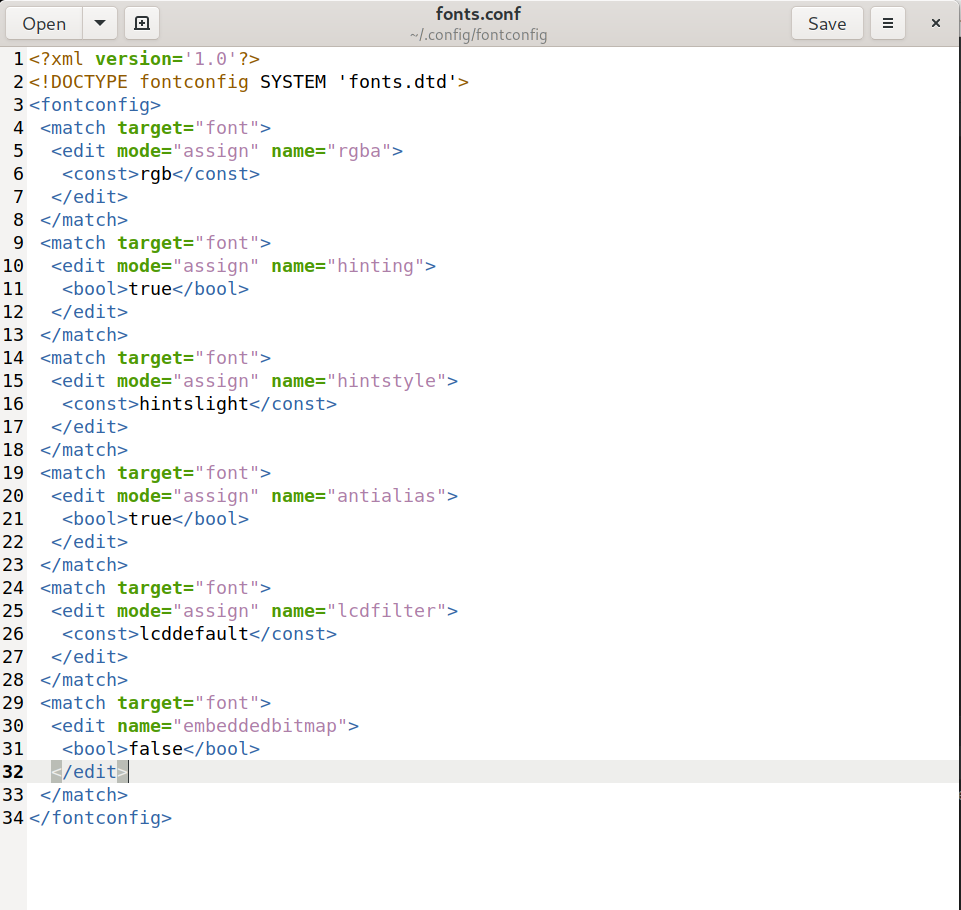 Open
fonts.conf
~/.config/fontconfig
Save
1 <?xml version='1.0'?>
2 <!DOCTYPE fontconfig SYSTEM 'fonts.dtd'>
3 <fontconfig>
4  <match target="font">
5   <edit mode="assign" name="rgba">
6    <const>rgb</const>
7   </edit>
8  </match>
9  <match target="font">
10   <edit mode="assign" name="hinting">
11    <bool>true</bool>
12   </edit>
13  </match>
14  <match target="font">
15   <edit mode="assign" name="hintstyle">
16    <const>hintslight</const>
17   </edit>
18  </match>
19  <match target="font">
20   <edit mode="assign" name="antialias">
21    <bool>true</bool>
22   </edit>
23  </match>
24  <match target="font">
25   <edit mode="assign" name="lcdfilter">
26    <const>lcddefault</const>
27   </edit>
28  </match>
29  <match target="font">
30   <edit name="embeddedbitmap">
31    <bool>false</bool>
32   </edit>
33  </match>
34 </fontconfig>